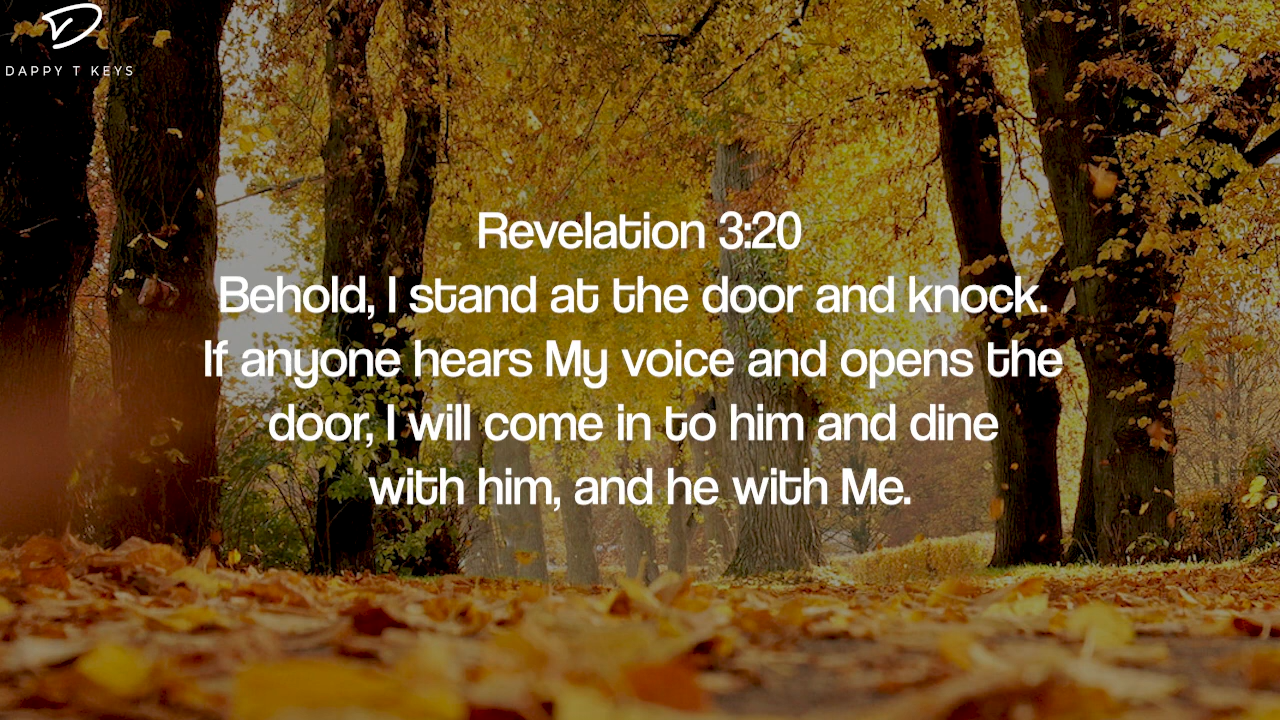 DAPPY T KEYS
Revelation 3:20
Behold, I stand at the door and knock.
If anyone hears My voice and opens the
door, I will come in to him and dine
with him, and he with Me.